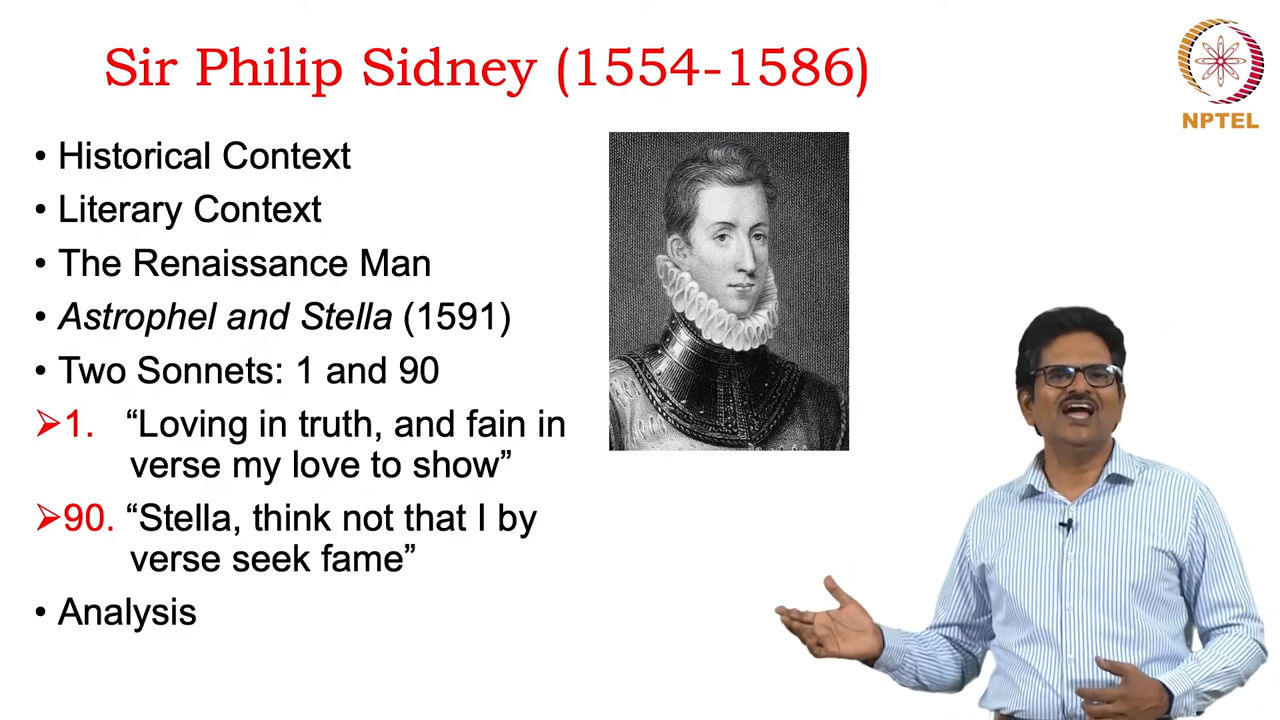 Sir Philip Sidney (1554-1586)
NPTEL
• Historical Context
• Literary Context
• The Renaissance Man
• Astrophel and Stella (1591)
• Two Sonnets: 1 and 90
➢1. “Loving in truth, and fain in
verse my love to show”
➢90. “Stella, think not that I by
verse seek fame”
• Analysis